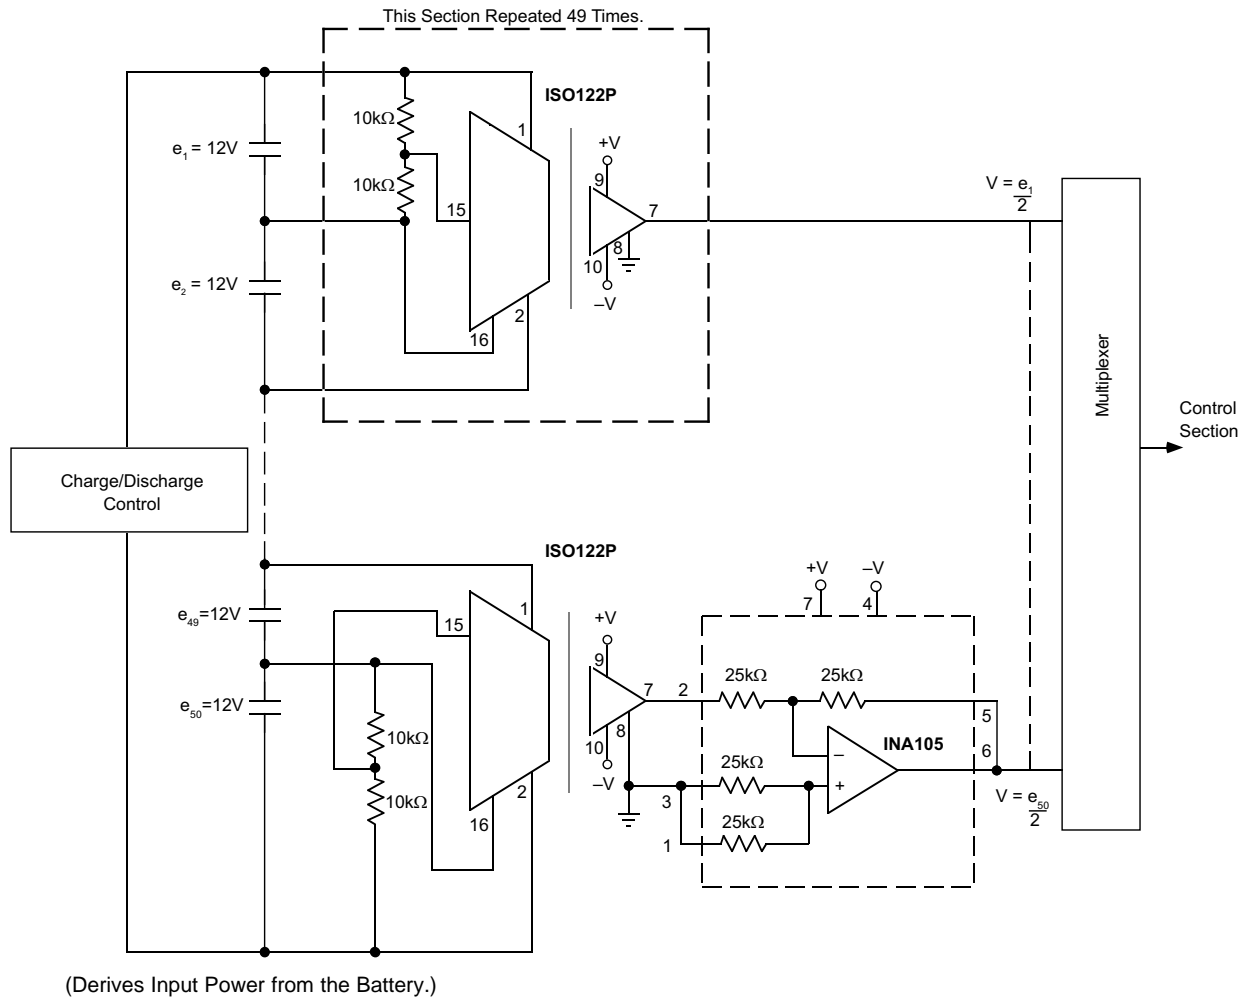 This Section Repeated 49 Times.
ISO122P
10kΩ
1
+V
e1 = 12V
9
V = e1
2
10kΩ
15
7
8
10
e2 = 12V
–V
2
16
Multiplexer
Control
Section
Charge/Discharge
Control
ISO122P
+V
–V
7
4
e49=12V
1
15
+V
9
25kΩ
25kΩ
7
2
e50=12V
5
8
10kΩ
10
INA105
6
–
25kΩ
–V
+
2
3
V = e50
2
10kΩ
16
25kΩ
1
(Derives Input Power from the Battery.)